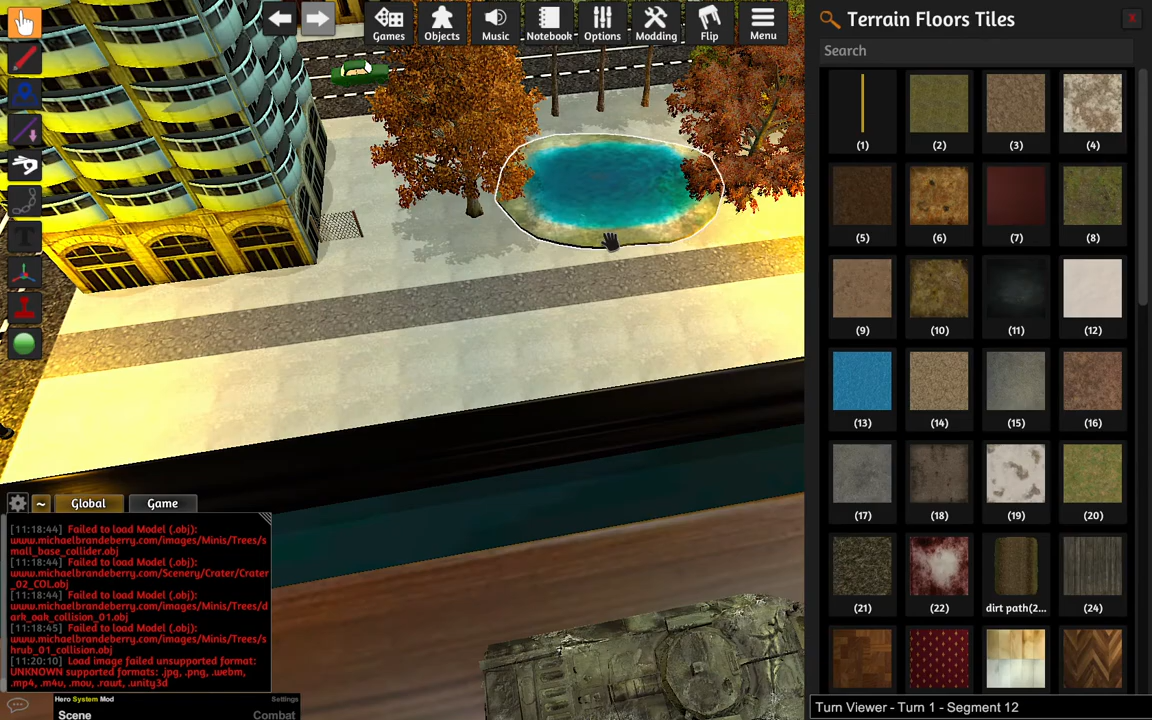 Games
Objects
Music
Notebook
Options
Modding
Flip
Menu
Terrain Floors Tiles
Search
(1)
(2)
(3)
(4)
(5)
(6)
(7)
(8)
(9)
(10)
(11)
(12)
(13)
(14)
(15)
(16)
(17)
(18)
(19)
(20)
(21)
(22)
dirt path(2...
(24)
~
Global
Game
[11:18:44] Failed to load Model (.obj):
www.michaelbrandeberry.com/images/Minis/Trees/s
mall_base_collider.obj
[11:18:44] Failed to load Model (.obj):
www.michaelbrandeberry.com/Scenery/Crater/Crater
_02_COL.obj
[11:18:44] Failed to load Model (.obj):
www.michaelbrandeberry.com/images/Minis/Trees/d
ark_oak_collision_01.obj
[11:18:45] Failed to load Model (.obj):
www.michaelbrandeberry.com/images/Minis/Trees/s
hrub_01_collision.obj
[11:20:10] Load image failed unsupported format:
UNKNOWN supported formats: .jpg, .png, .webm,
.mp4, .m4v, .mov, .rawt, .unity3d
Hero System Mod
Settings
Scene
Combat
Turn Viewer - Turn 1 - Segment 12